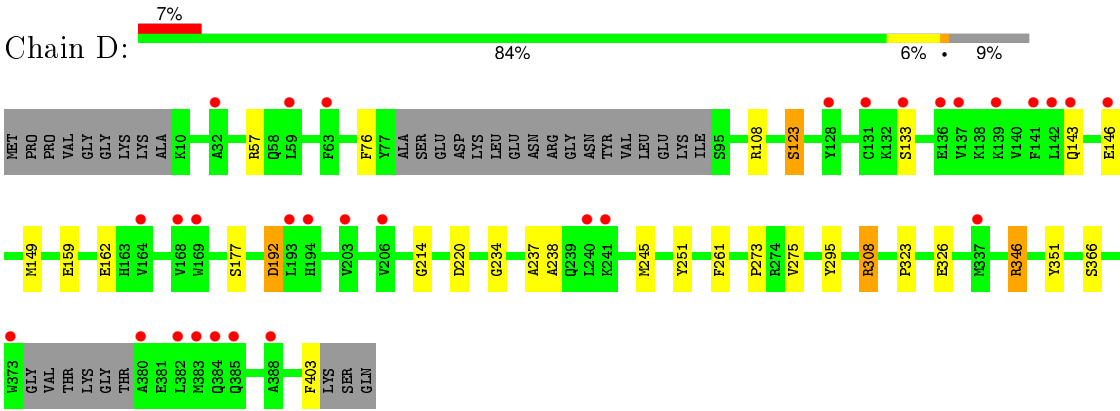 7%
Chain D:
84% 6% • 9%
MET PRO PRO VAL GLY GLY LYS LYS ALA K10 A32 R57 Q58 L59 F63 F76 Y77 ALA SER GLU ASP LYS LEU GLU ASN ARG GLY ASN TYR VAL LEU GLU LYS ILE S95 R108 S123 Y128 C131 K132 S133 E136 V137 K138 K139 V140 F141 L142 Q143 E146
M149 E159 E162 H163 V164 V168 W169 S177 D192 L193 H194 V203 V206 G214 D220 G234 A237 A238 Q239 L240 K241 M245 Y251 F261 P273 R274 V275 Y295 R308 P323 E326 M337 R346 Y351 S366
W373 GLY VAL THR LYS GLY THR A380 E381 L382 M383 Q384 Q385 A388 F403 LYS SER GLN